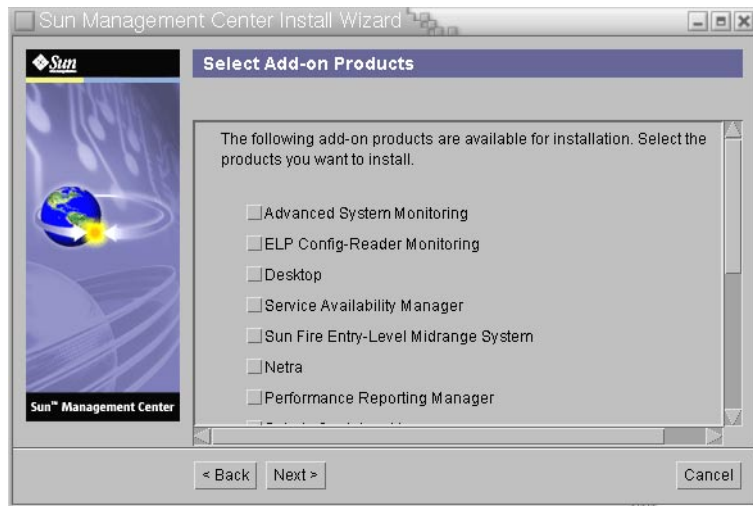 Sun Management Center Install Wizard
Sun
Select Add-on Products
The following add-on products are available for installation. Select the
products you want to install.
Advanced System Monitoring
ELP Config-Reader Monitoring
Desktop
Service Availability Manager
Sun Fire Entry-Level Midrange System
Netra
Performance Reporting Manager
Sun™ Management Center
< Back
Next >
Cancel